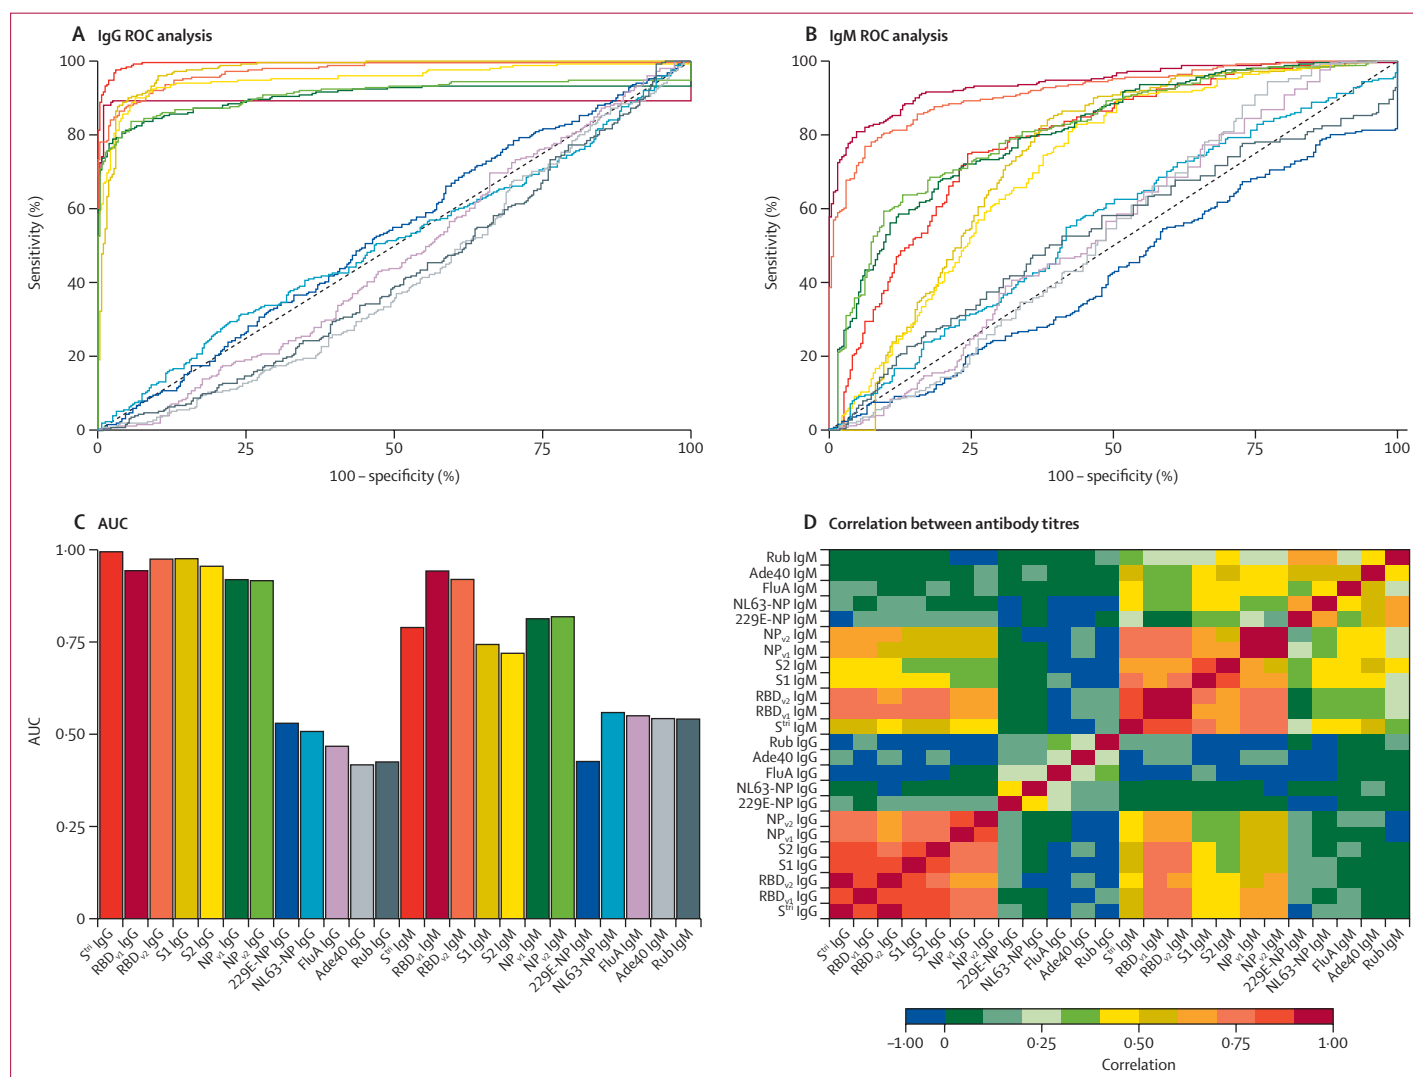 A IgG ROC analysis
100
80
60
40
20
0
Sensitivity (%)
0 25 50 75 100
100 – specificity (%)
B IgM ROC analysis
100
80
60
40
20
0
Sensitivity (%)
0 25 50 75 100
100 – specificity (%)
C AUC
1·00
0·75
0·50
0·25
0
AUC
Stri IgG
RBDv1 IgG
RBDv2 IgG
S1 IgG
S2 IgG
NPv1 IgG
NPv2 IgG
229E-NP IgG
NL63-NP IgG
FluA IgG
Ade40 IgG
Rub IgG
Stri IgM
RBDv1 IgM
RBDv2 IgM
S1 IgM
S2 IgM
NPv1 IgM
NPv2 IgM
229E-NP IgM
NL63-NP IgM
FluA IgM
Ade40 IgM
Rub IgM
D Correlation between antibody titres
Rub IgM
Ade40 IgM
FluA IgM
NL63-NP IgM
229E-NP IgM
NPv2 IgM
NPv1 IgM
S2 IgM
S1 IgM
RBDv2 IgM
RBDv1 IgM
Stri IgM
Rub IgG
Ade40 IgG
FluA IgG
NL63-NP IgG
229E-NP IgG
NPv2 IgG
NPv1 IgG
S2 IgG
S1 IgG
RBDv2 IgG
RBDv1 IgG
Stri IgG
Stri IgG
RBDv1 IgG
RBDv2 IgG
S1 IgG
S2 IgG
NPv1 IgG
NPv2 IgG
229E-NP IgG
NL63-NP IgG
FluA IgG
Ade40 IgG
Rub IgG
Stri IgM
RBDv1 IgM
RBDv2 IgM
S1 IgM
S2 IgM
NPv1 IgM
NPv2 IgM
229E-NP IgM
NL63-NP IgM
FluA IgM
Ade40 IgM
Rub IgM
–1·00 0 0·25 0·50 0·75 1·00
Correlation